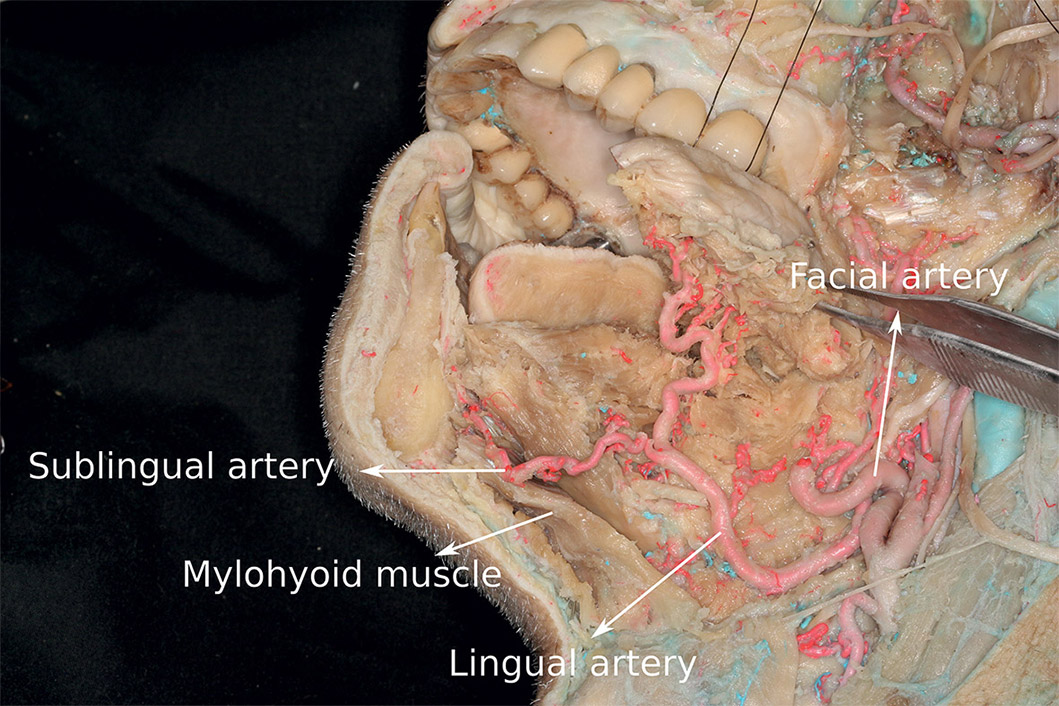 Facial artery
Sublingual artery
Mylohyoid muscle
Lingual artery